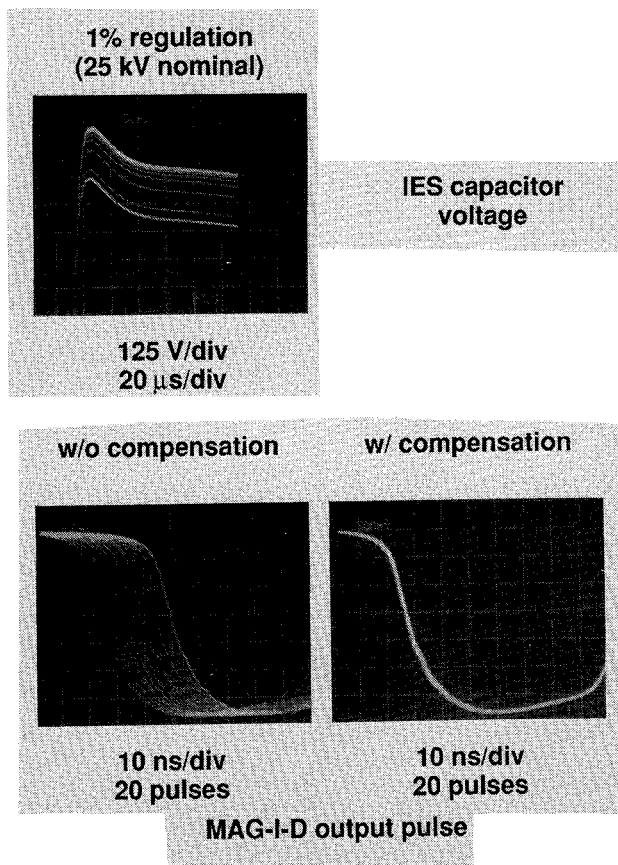 1% regulation
(25 kV nominal)
IES capacitor
voltage
125 V/div
20 µs/div
w/o compensation
w/ compensation
10 ns/div
20 pulses
10 ns/div
20 pulses
MAG-I-D output pulse